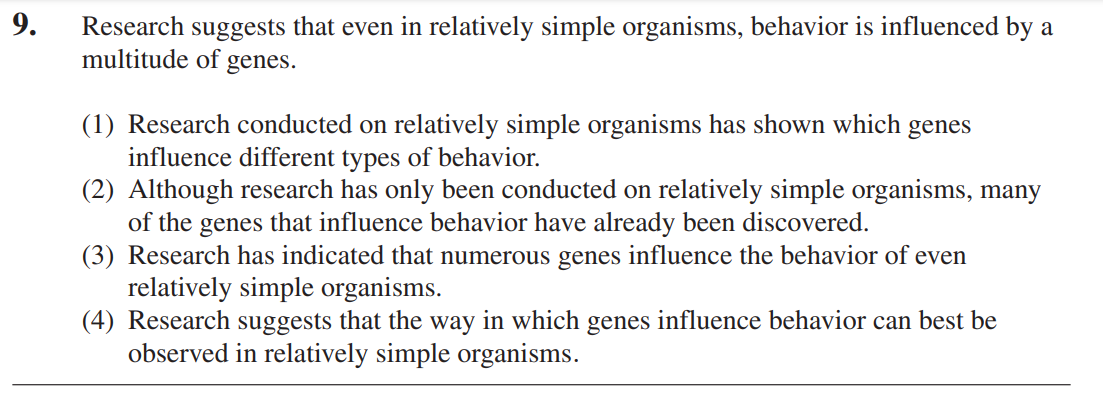 9. Research suggests that even in relatively simple organisms, behavior is influenced by a
multitude of genes.
(1) Research conducted on relatively simple organisms has shown which genes
influence different types of behavior.
(2) Although research has only been conducted on relatively simple organisms, many
of the genes that influence behavior have already been discovered.
(3) Research has indicated that numerous genes influence the behavior of even
relatively simple organisms.
(4) Research suggests that the way in which genes influence behavior can best be
observed in relatively simple organisms.